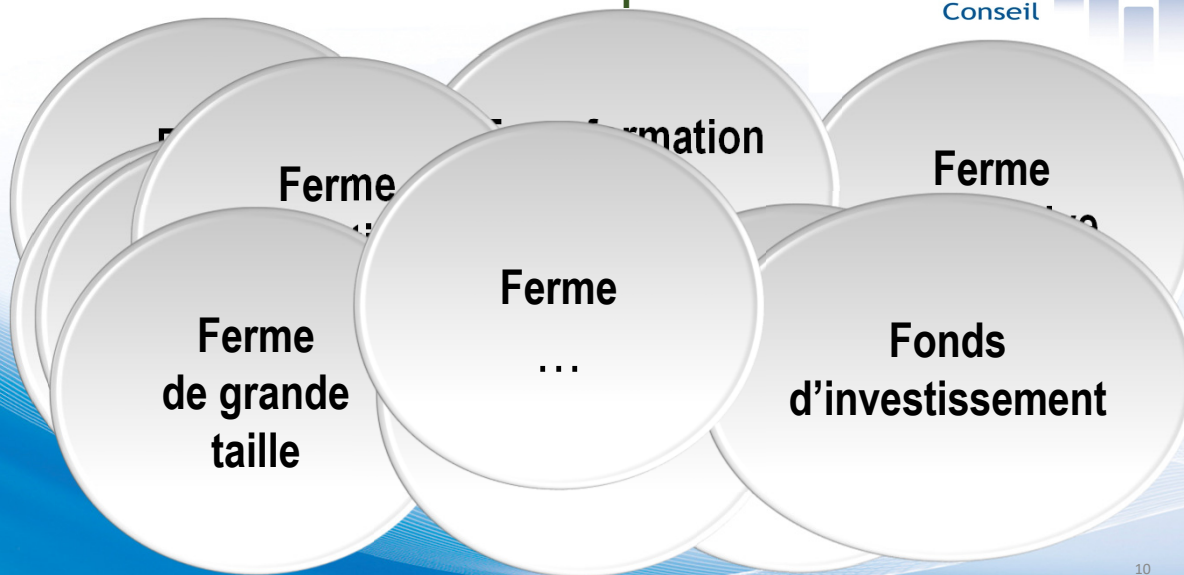 Conseil
Ferme
Ferme
Ferme
…
Ferme
de grande
taille
Fonds
d’investissement
10